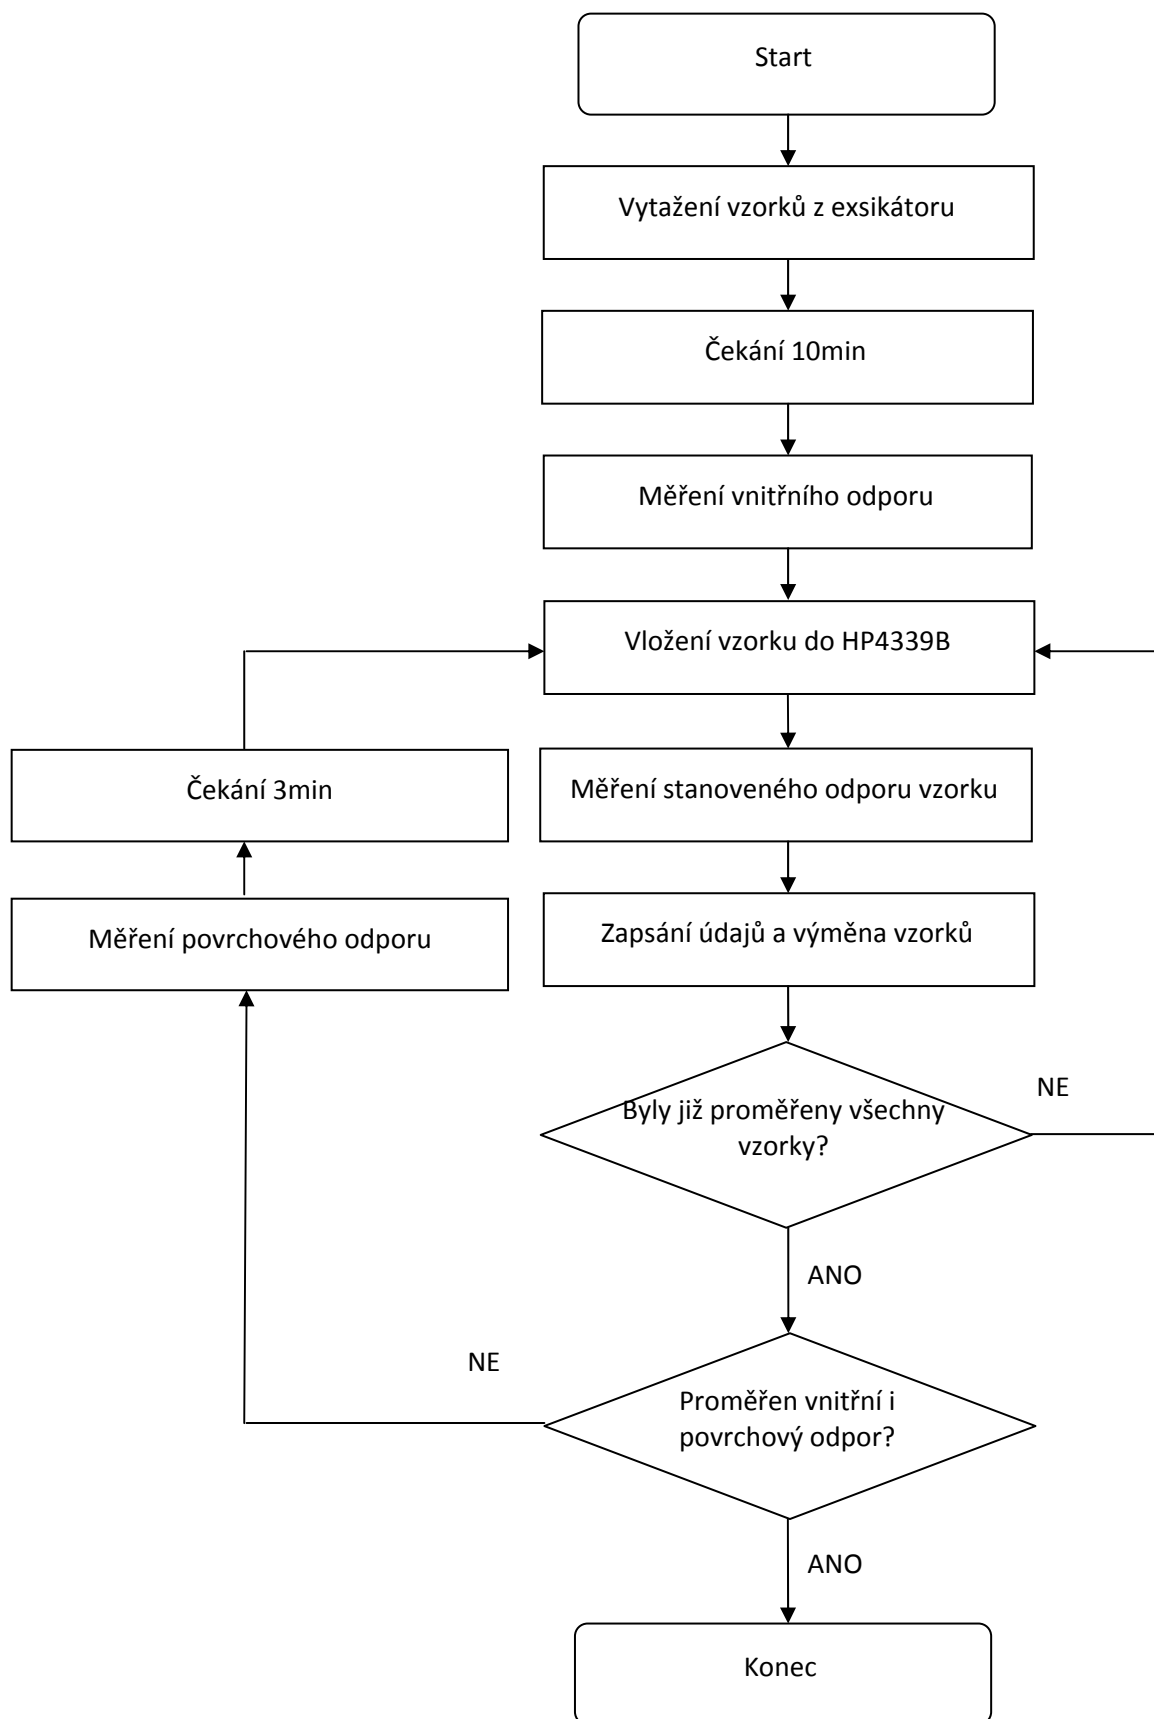 Start
Vytažení vzorků z exsikátoru
Čekání 10min
Měření vnitřního odporu
Vložení vzorku do HP4339B
Čekání 3min
Měření stanoveného odporu vzorku
Měření povrchového odporu
Zapsání údajů a výměna vzorků
NE
Byly již proměřeny všechny
vzorky?
ANO
NE
Proměřen vnitřní i
povrchový odpor?
ANO
Konec